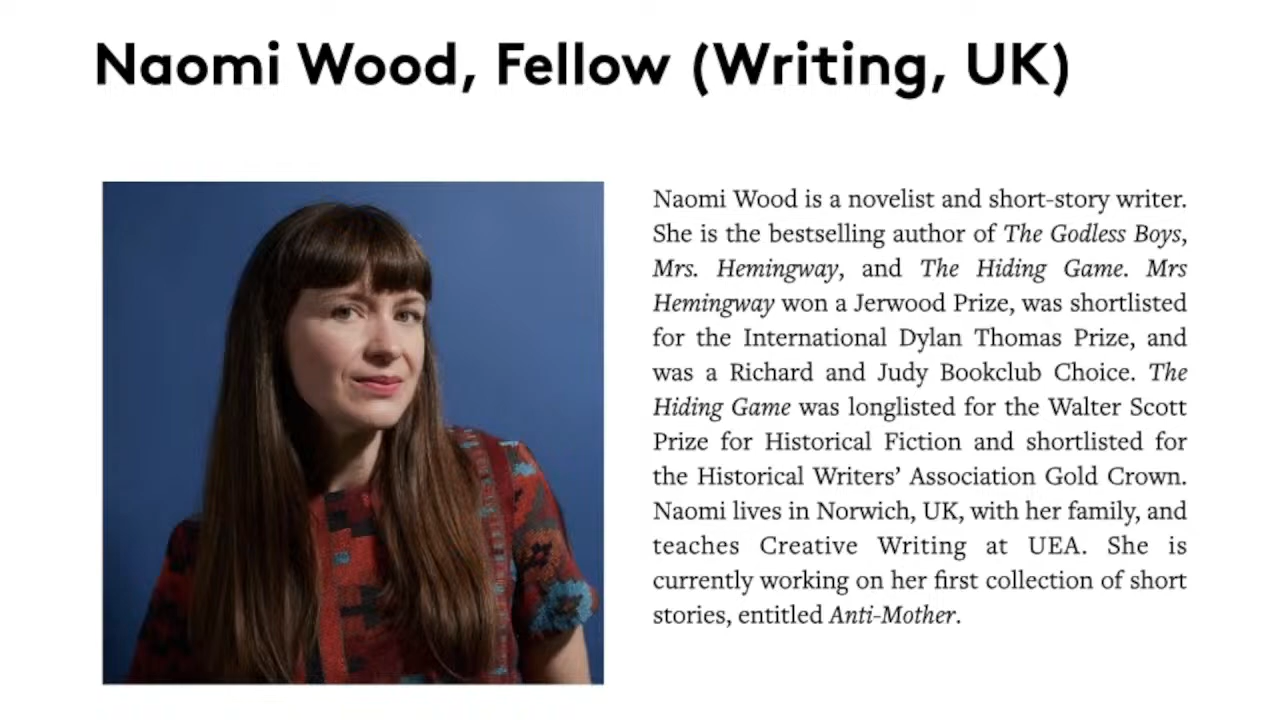 Naomi Wood, Fellow (Writing, UK)
Naomi Wood is a novelist and short-story writer.
She is the bestselling author of The Godless Boys,
Mrs. Hemingway, and The Hiding Game. Mrs
Hemingway won a Jerwood Prize, was shortlisted
for the International Dylan Thomas Prize, and
was a Richard and Judy Bookclub Choice. The
Hiding Game was longlisted for the Walter Scott
Prize for Historical Fiction and shortlisted for
the Historical Writers’ Association Gold Crown.
Naomi lives in Norwich, UK, with her family, and
teaches Creative Writing at UEA. She is
currently working on her first collection of short
stories, entitled Anti-Mother.